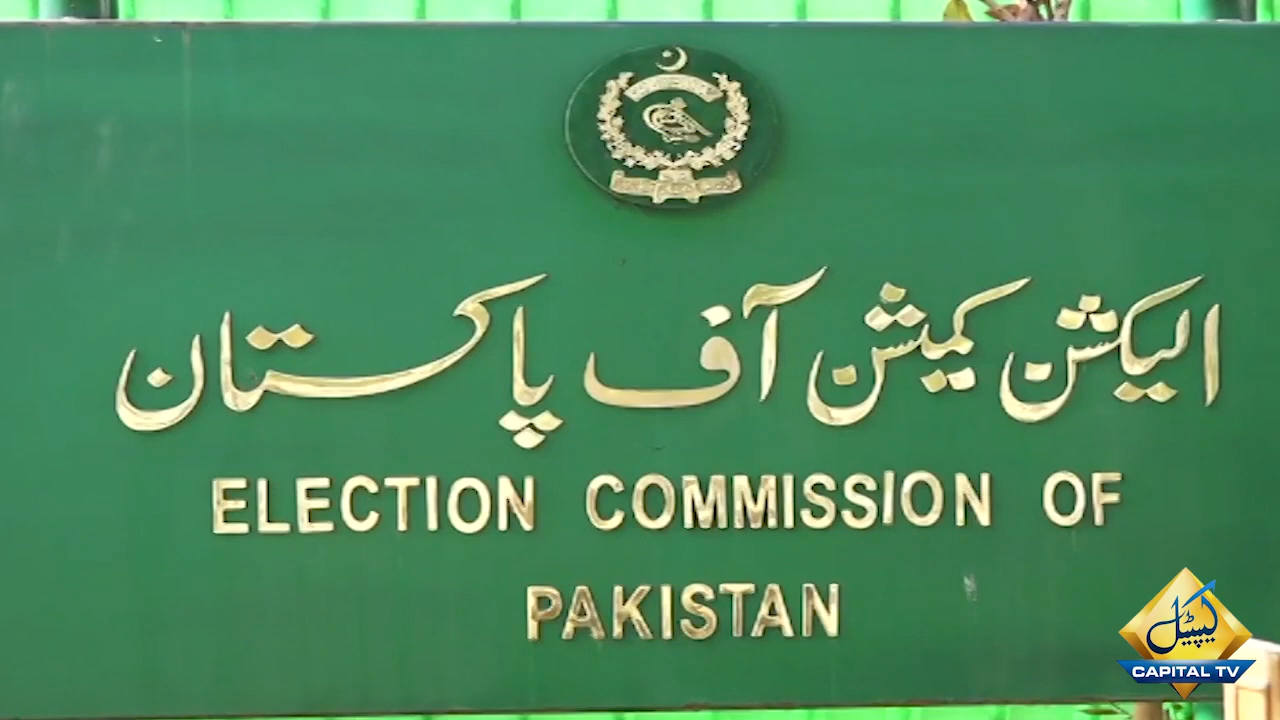 الیکشن کمیشن آف پاکستان
ELECTION COMMISSION OF
PAKISTAN
کیپیٹل
CAPITAL TV